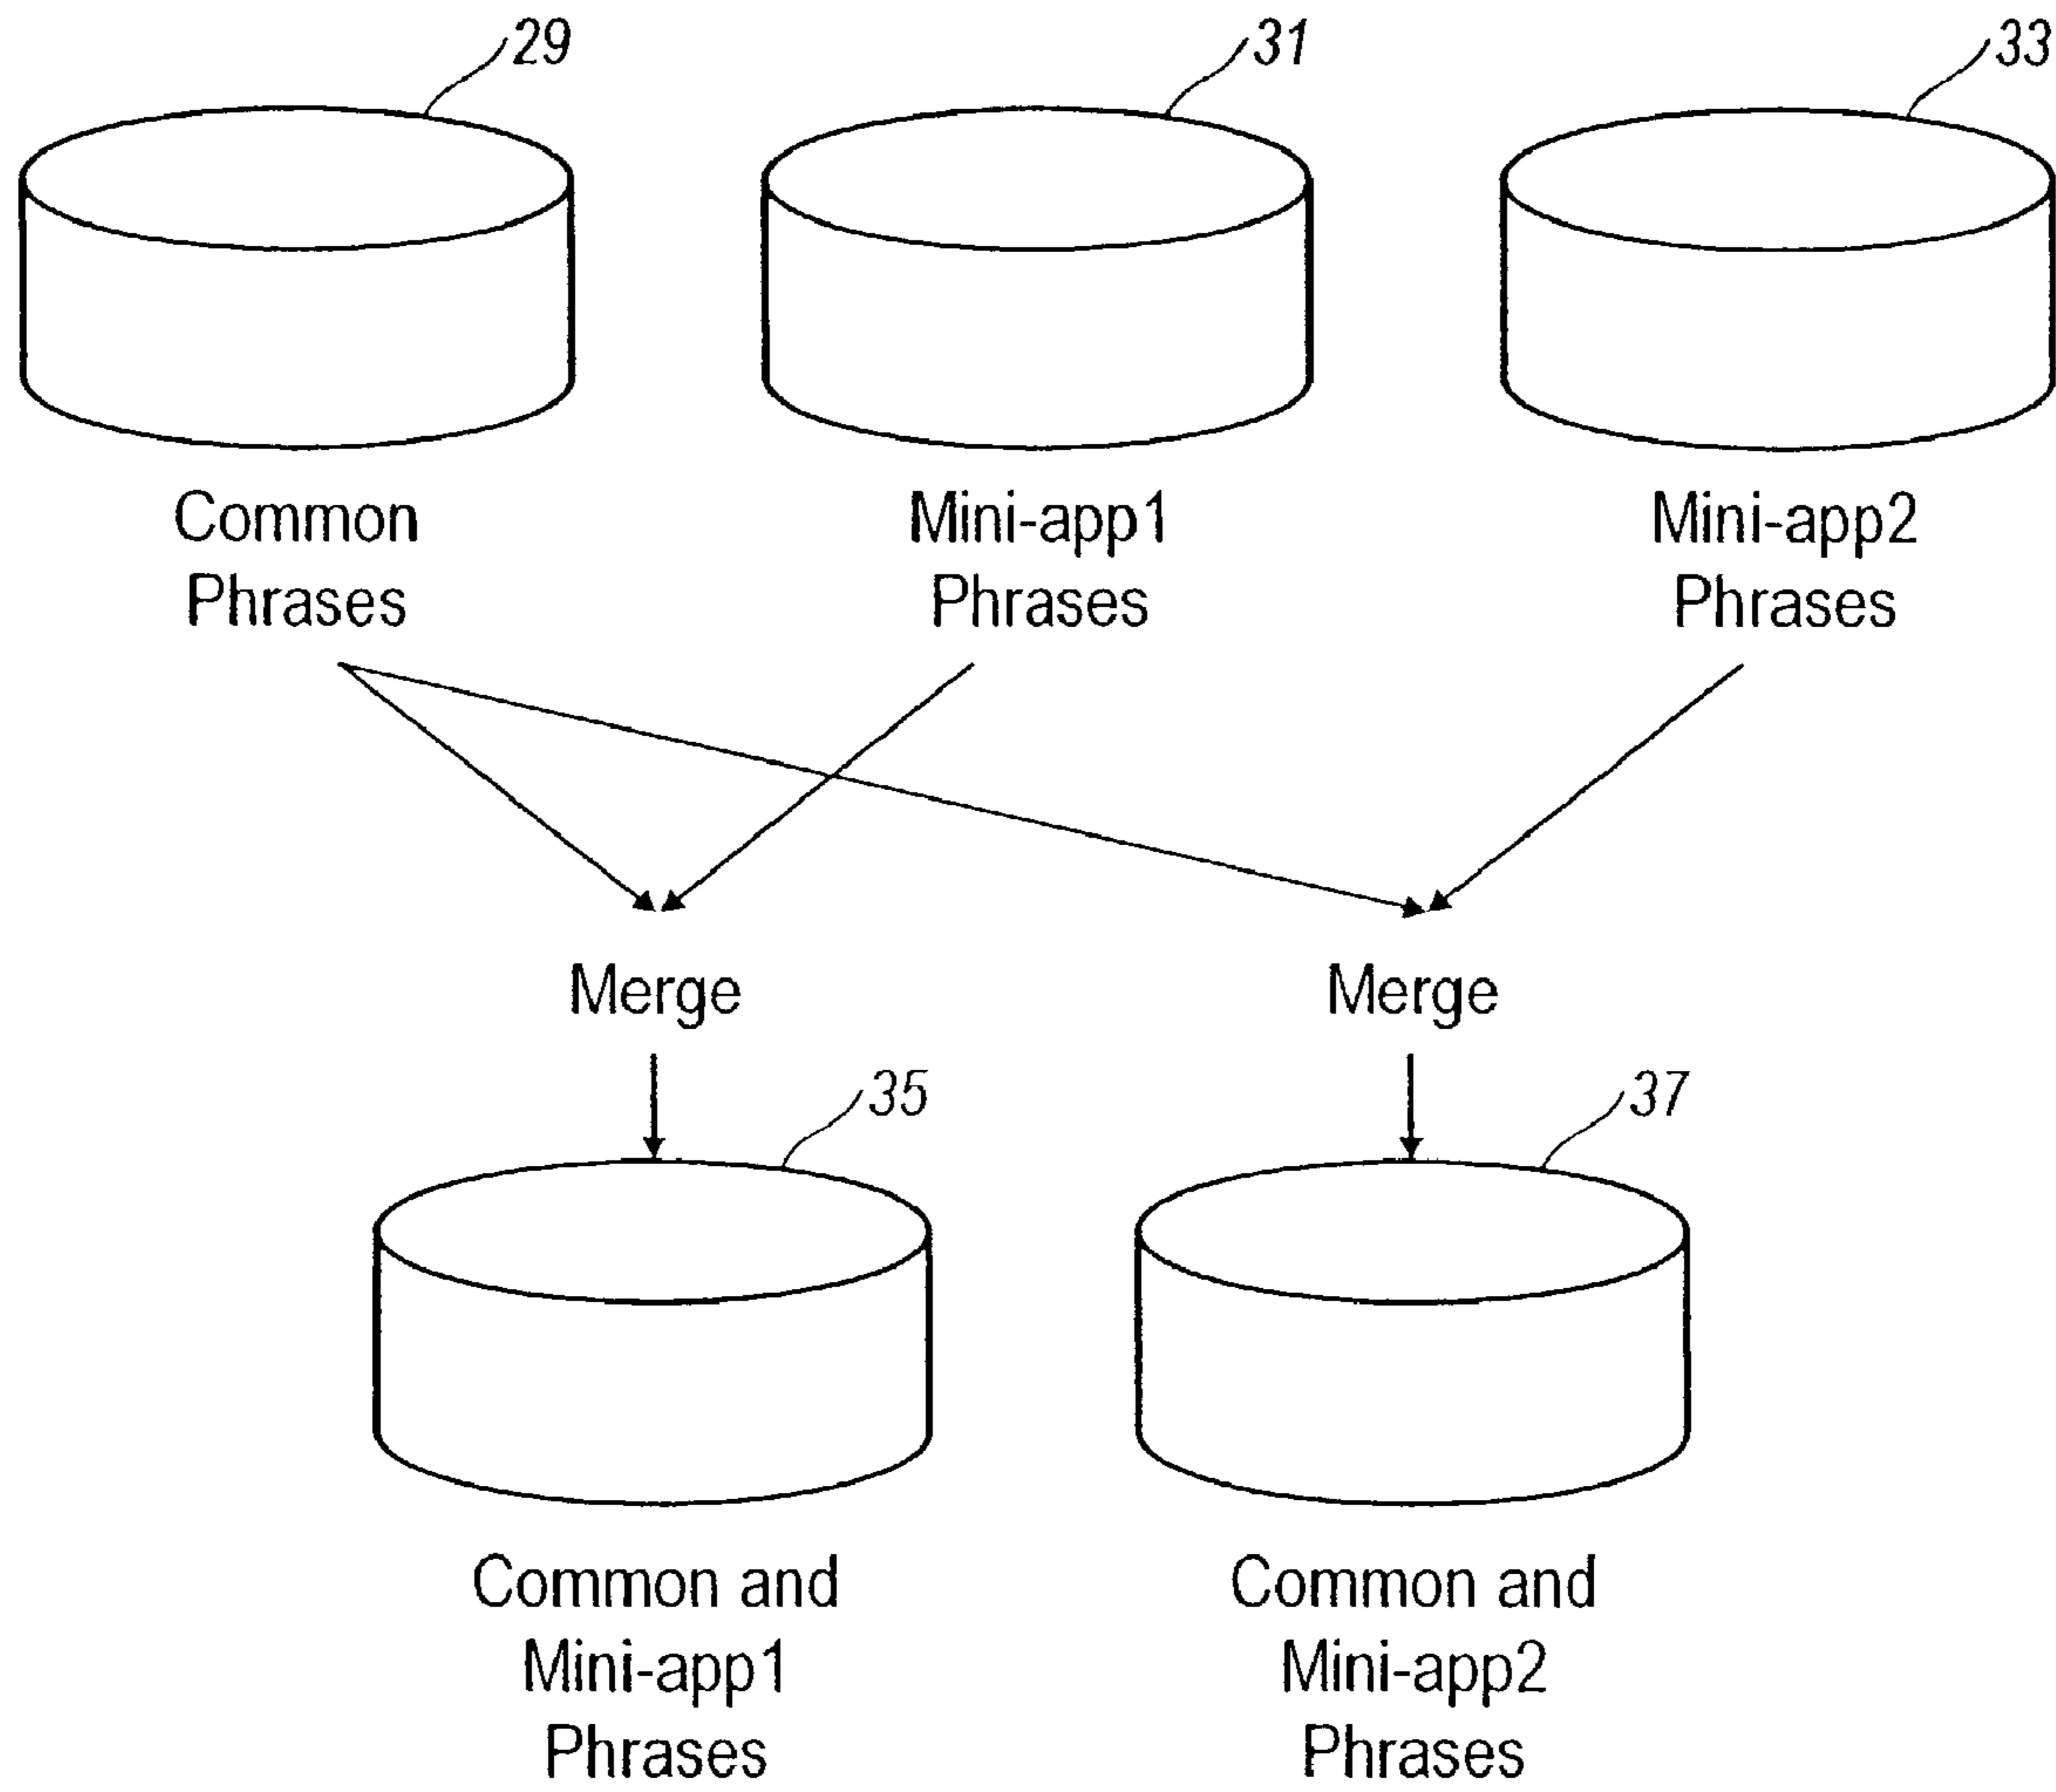 29
31
33
Common
Phrases
Mini-app1
Phrases
Mini-app2
Phrases
Merge
Merge
35
37
Common and
Mini-app1
Phrases
Common and
Mini-app2
Phrases